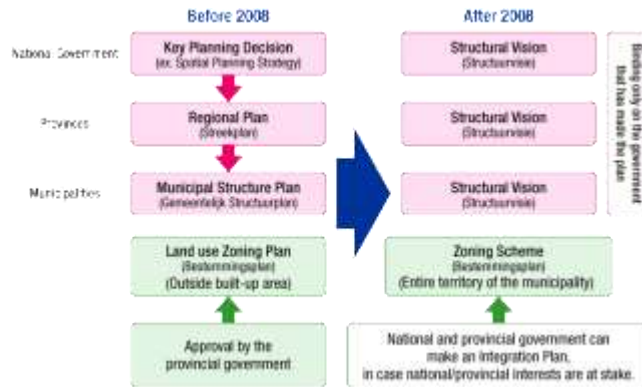 Before 2008
After 2008
National Government
Key Planning Decision
(ex. Spatial Planning Strategy)
Structural Vision
(Structuurvisie)
Provinces
Regional Plan
(Streekplan)
Structural Vision
(Structuurvisie)
Municipalities
Municipal Structure Plan
(Gemeentelijk Structuurplan)
Structural Vision
(Structuurvisie)
Binding only on the government
that has made the plan
Land use Zoning Plan
(Bestemmingsplan)
(Outside built-up area)
Zoning Scheme
(Bestemmingsplan)
(Entire territory of the municipality)
Approval by the
provincial government
National and provincial government can
make an Integration Plan,
in case national/provincial interests are at stake.